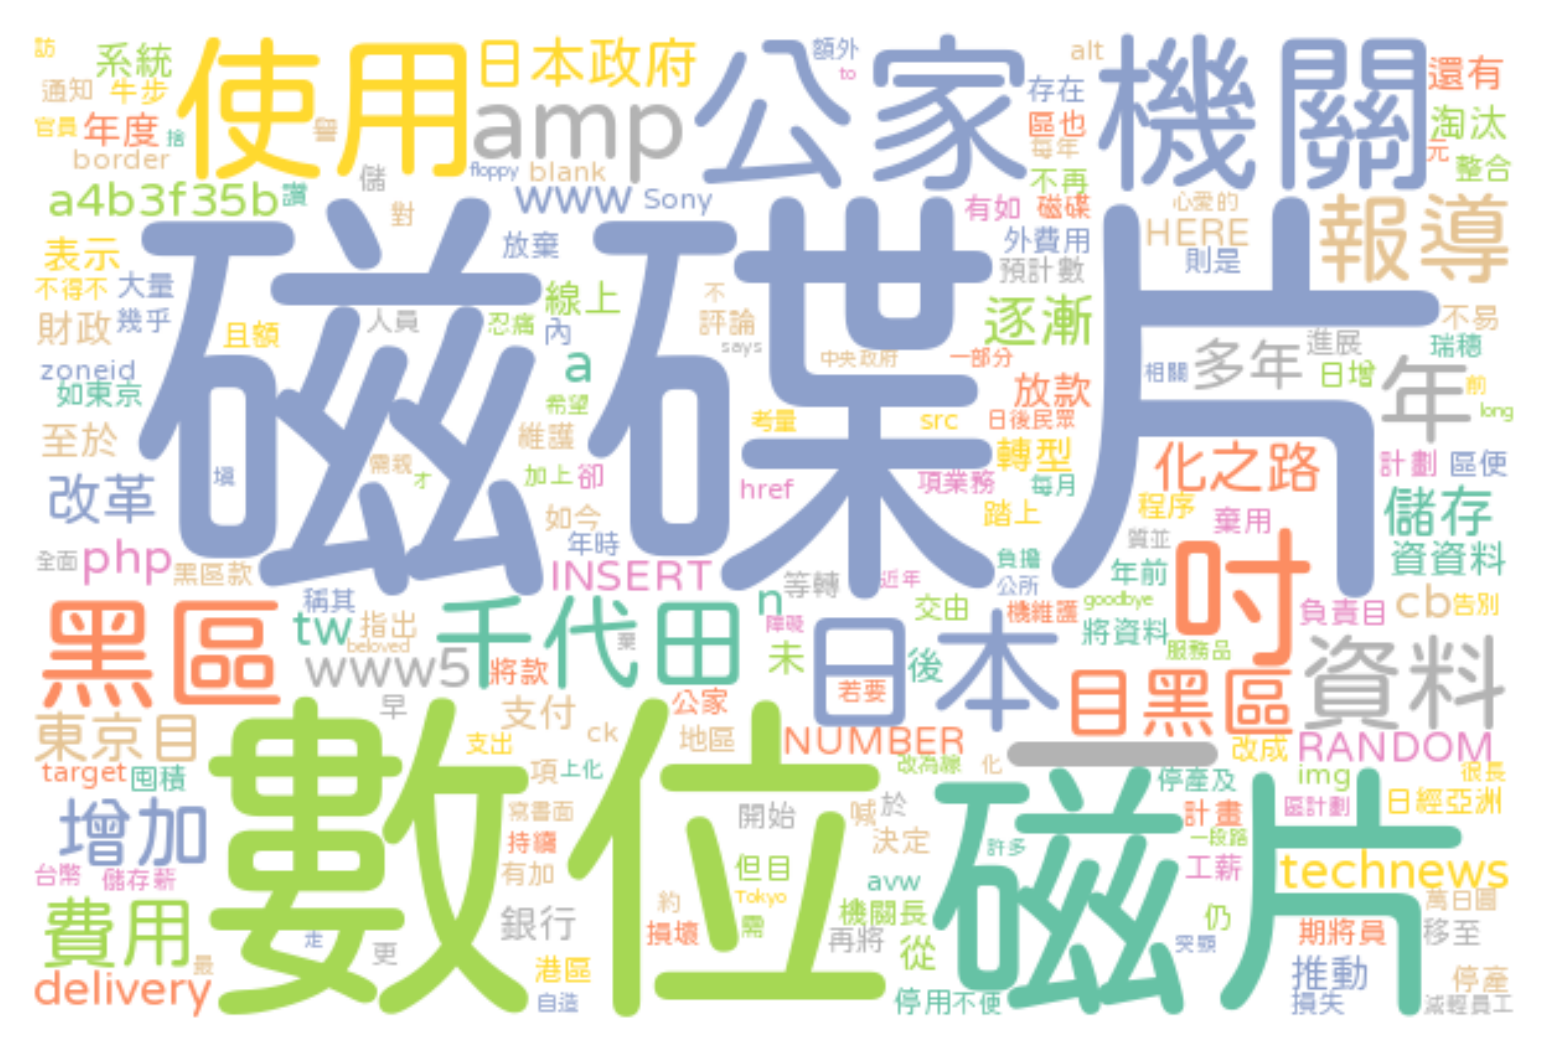 訪
系統
使用
日本政府
公家
額外
to
alt
機關
還有
通知
牛步
amp
存在
淘汰
官員
年度
捨
譽
區也
元
border
floppy
blank
每年
整合
a4b3f35b
讚
儲
www
Sony
不再
對
有如
磁碟
心愛的
報導
表示
磁碟片
放棄
外費用
HERE
則是
不得不
大量
線上
不
預計數
財政
幾乎
且額
人員
忍痛
內
評論
逐漸
不易
says
多年
進展
瑞穗
zoneid
a
中央政府
一部分
相關
日增
年
前
如東京
希望
放款
long
至於
維護
考量
src
日後民眾
轉型
化之路
計劃
區便
改革
塡
需親
才
加上
卻
href
項業務
每月
如今
踏上
程序
棄用
儲存
全面
php
黑區款
年時
INSERT
等轉
近年
負擔
公所
質並
年前
吋
資資料
黑區
稱其
tw
指出
beloved
千代田
葉
n
障礙
交由
機維護
goodbye
將資料
服務品
負責目
cb
告別
www5
將款
未
日本
後
若要
目黑區
資料
東京目
早
支付
公家
地區
NUMBER
改成
RANDOM
target
囤積
數位
支出
ck
項
上化
改為線
化
停產及
img
很長
增加
寫書面
開始
喊
於
磁片
計畫
區計劃
日經亞洲
持續
決定
許多
一段路
台幣
儲存薪
有加
但目
avw
工薪
technews
費用
約
Tokyo
機關長
仍
萬日圓
銀行
損壞
需
再將
突顯
期將員
移至
走
更
從
delivery
最
港區
自造
停用不便
推動
損失
停產
減輕員工